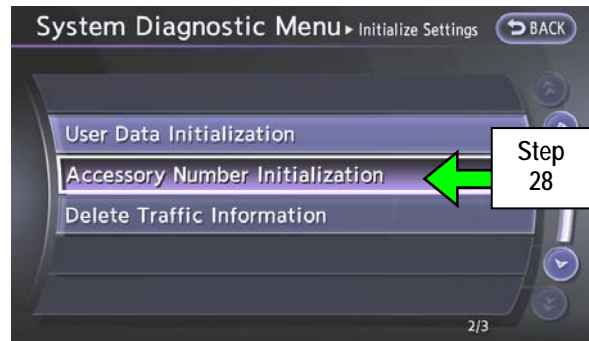 System Diagnostic Menu ▸ Initialize Settings BACK
User Data Initialization
Accessory Number Initialization
Step
28
Delete Traffic Information
2/3